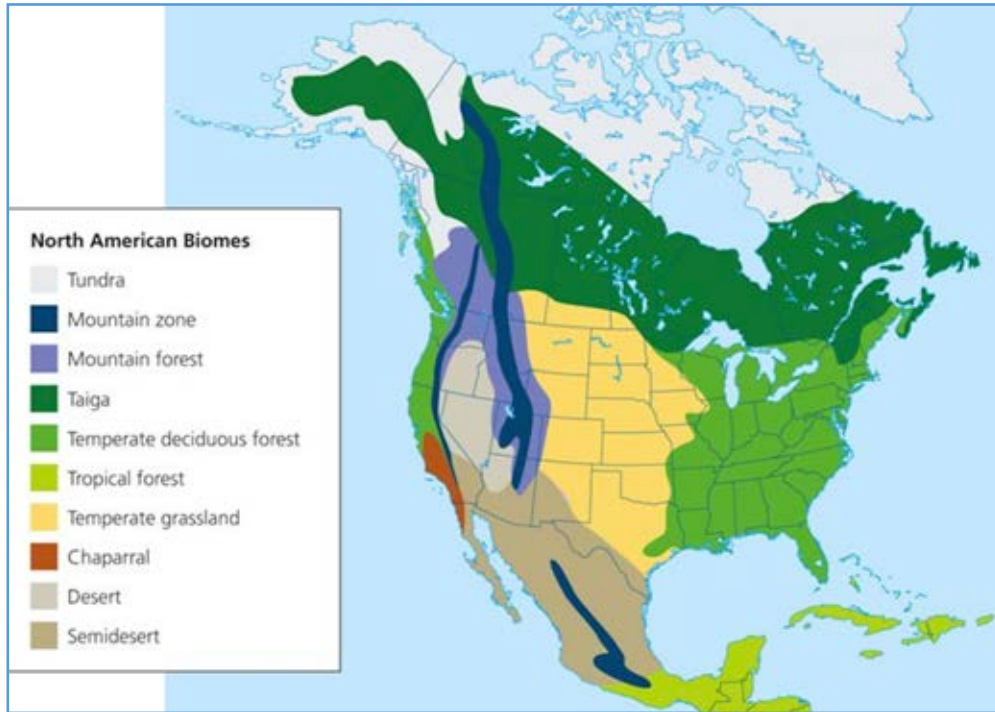 North American Biomes
Tundra
Mountain zone
Mountain forest
Taiga
Temperate deciduous forest
Tropical forest
Temperate grassland
Chaparral
Desert
Semidesert